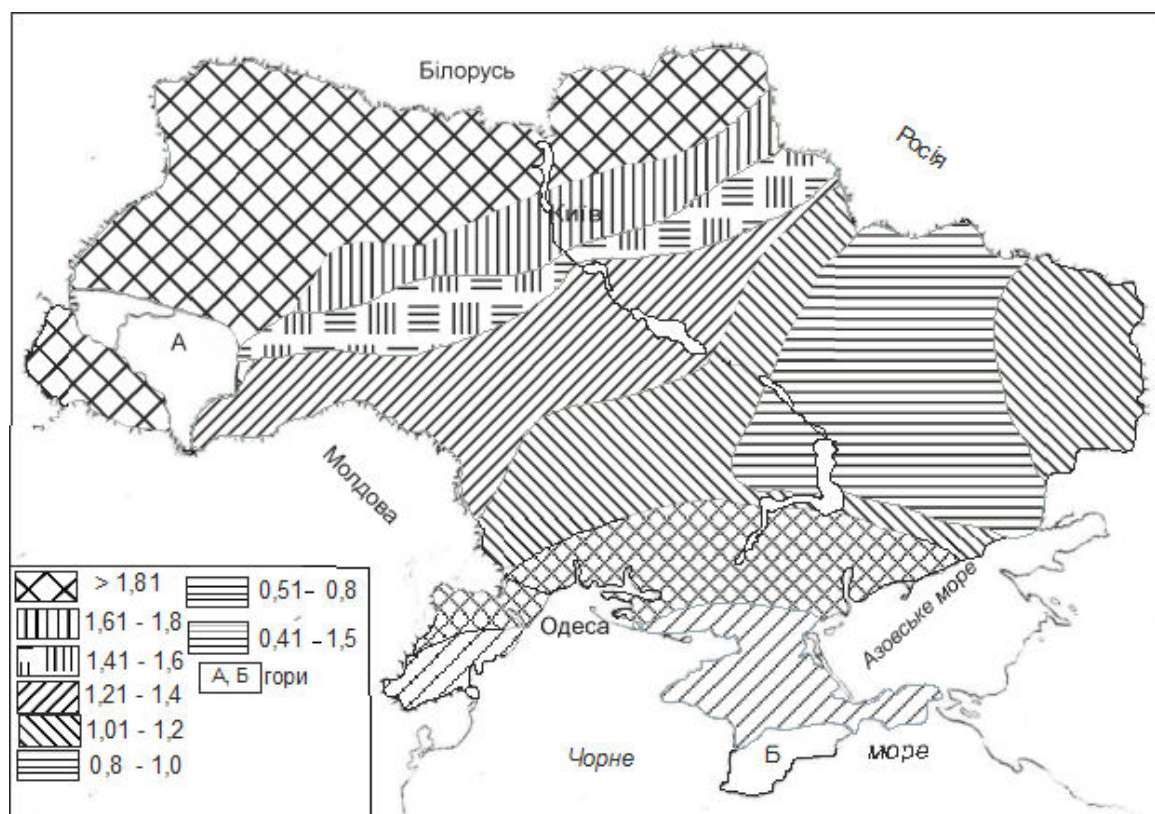 Білорусь
Росія
Київ
А
Молдова
Одеса
Азовське море
Чорне
море
Б
> 1,81
1,61 - 1,8
1,41 - 1,6
1,21 - 1,4
1,01 - 1,2
0,8 - 1,0
0,51– 0,8
0,41 –1,5
А, Б гори